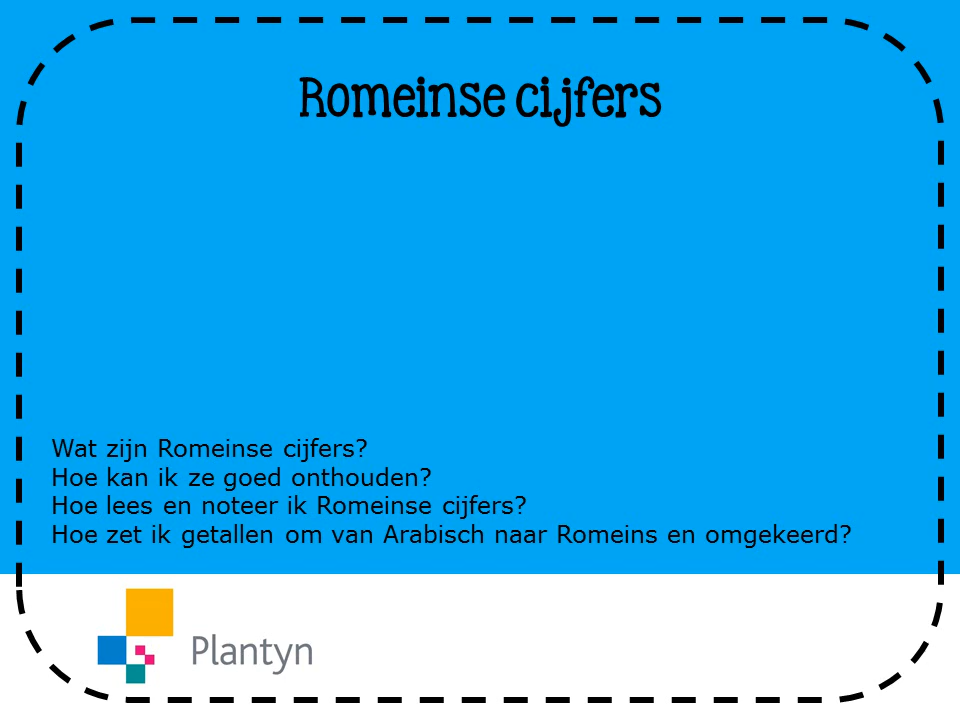 Romeinse cijfers
Wat zijn Romeinse cijfers?
Hoe kan ik ze goed onthouden?
Hoe lees en noteer ik Romeinse cijfers?
Hoe zet ik getallen om van Arabisch naar Romeins en omgekeerd?
Plantyn